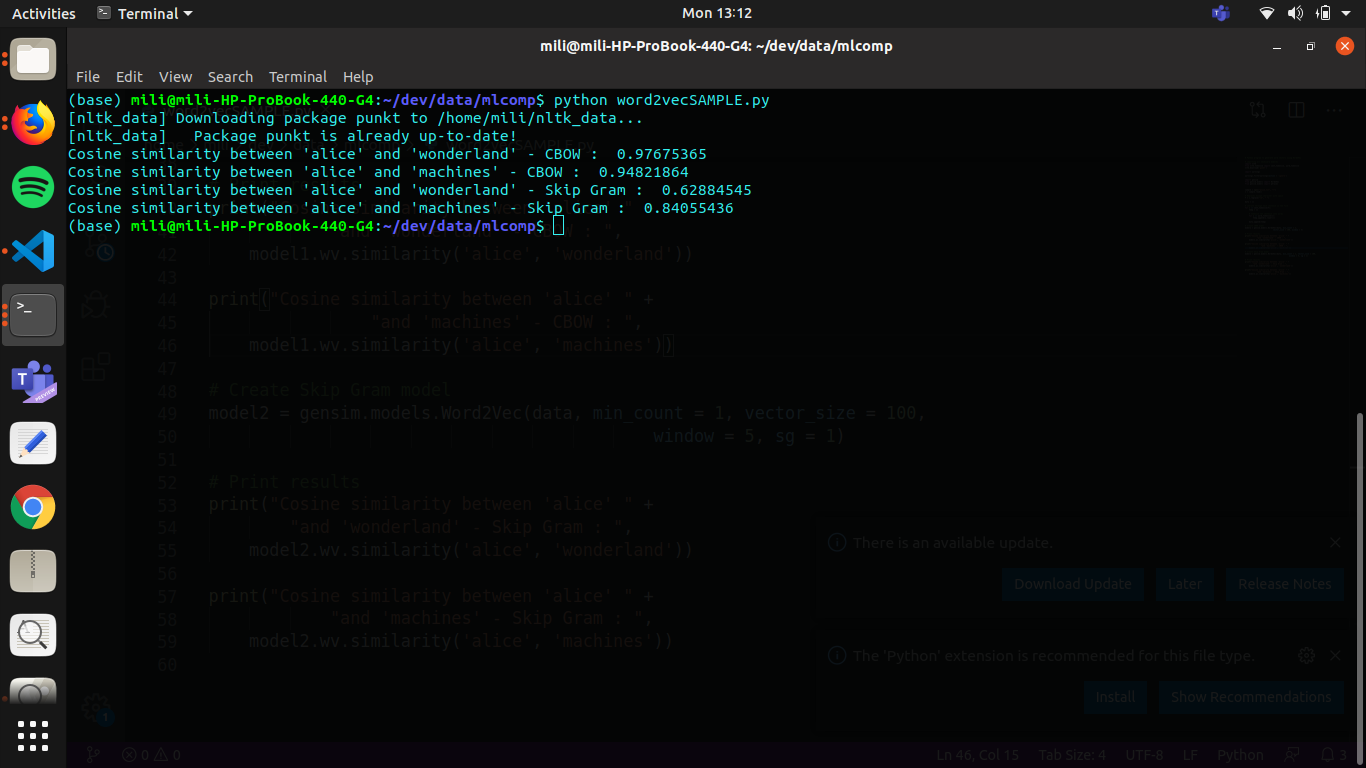 Activities Terminal Mon 13:12
mili@mili-HP-ProBook-440-G4: ~/dev/data/mlcomp
File Edit View Search Terminal Help
(base) mili@mili-HP-ProBook-440-G4:~/dev/data/mlcomp$ python word2vecSAMPLE.py
[nltk_data] Downloading package punkt to /home/mili/nltk_data...
[nltk_data]   Package punkt is already up-to-date!
Cosine similarity between 'alice' and 'wonderland' - CBOW :  0.97675365
Cosine similarity between 'alice' and 'machines' - CBOW :  0.94821864
Cosine similarity between 'alice' and 'wonderland' - Skip Gram :  0.62884545
Cosine similarity between 'alice' and 'machines' - Skip Gram :  0.84055436
(base) mili@mili-HP-ProBook-440-G4:~/dev/data/mlcomp$
42 model1.wv.similarity('alice', 'wonderland'))
43
44 print("Cosine similarity between 'alice' " +
45 "and 'machines' - CBOW : ",
46 model1.wv.similarity('alice', 'machines'))
47
48 # Create Skip Gram model
49 model2 = gensim.models.Word2Vec(data, min_count = 1, vector_size = 100,
50 window = 5, sg = 1)
51
52 # Print results
53 print("Cosine similarity between 'alice' " +
54 "and 'wonderland' - Skip Gram : ",
55 model2.wv.similarity('alice', 'wonderland'))
56
57 print("Cosine similarity between 'alice' " +
58 "and 'machines' - Skip Gram : ",
59 model2.wv.similarity('alice', 'machines'))
60
There is an available update.
Download Update Later Release Notes
The 'Python' extension is recommended for this file type.
Install Show Recommendations
T
PREVIEW
1
0 0 Ln 46, Col 15 Tab Size: 4 UTF-8 LF Python 3